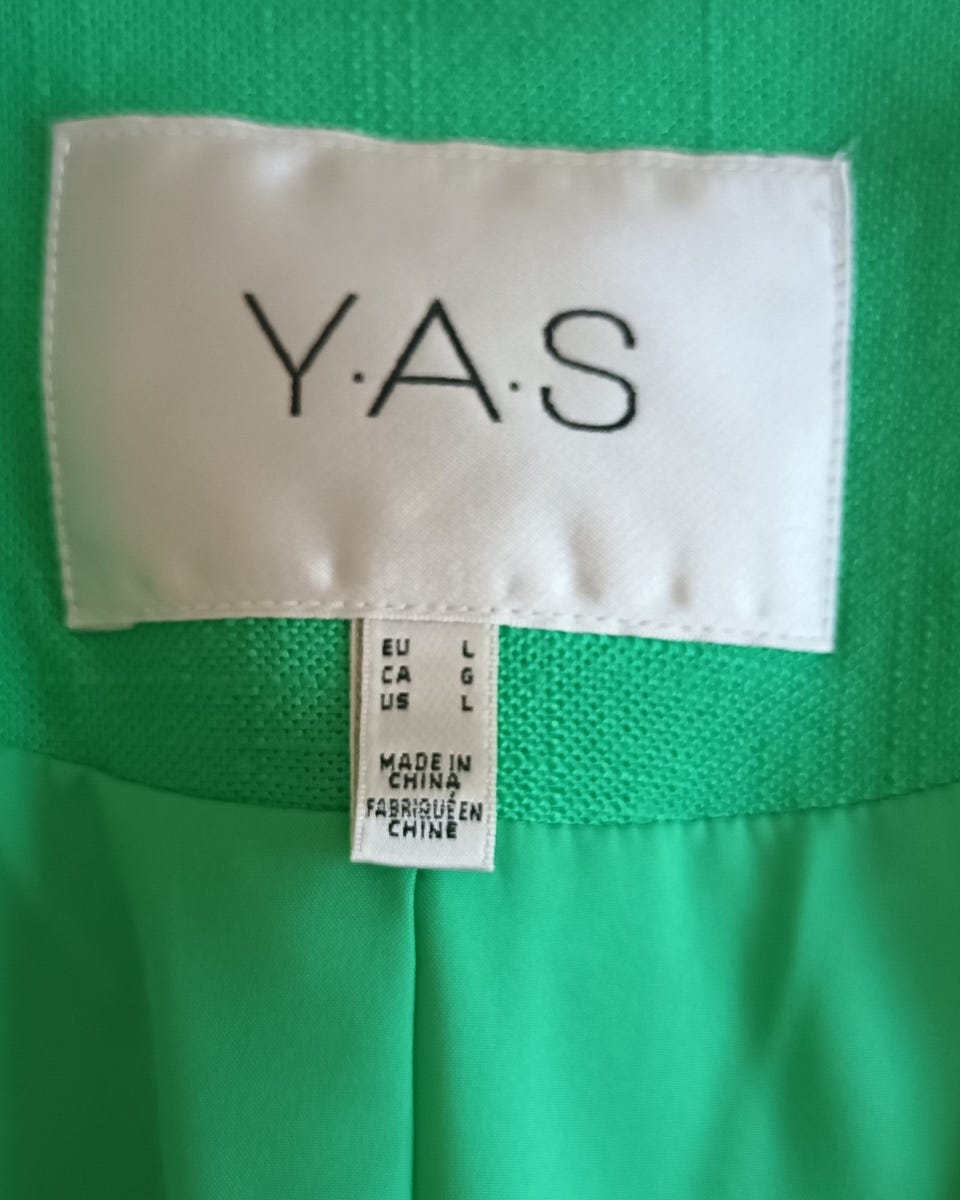 Y.A.S
EU L
CA G
US L
MADE IN
CHINA
FABRIQUÉ EN
CHINE